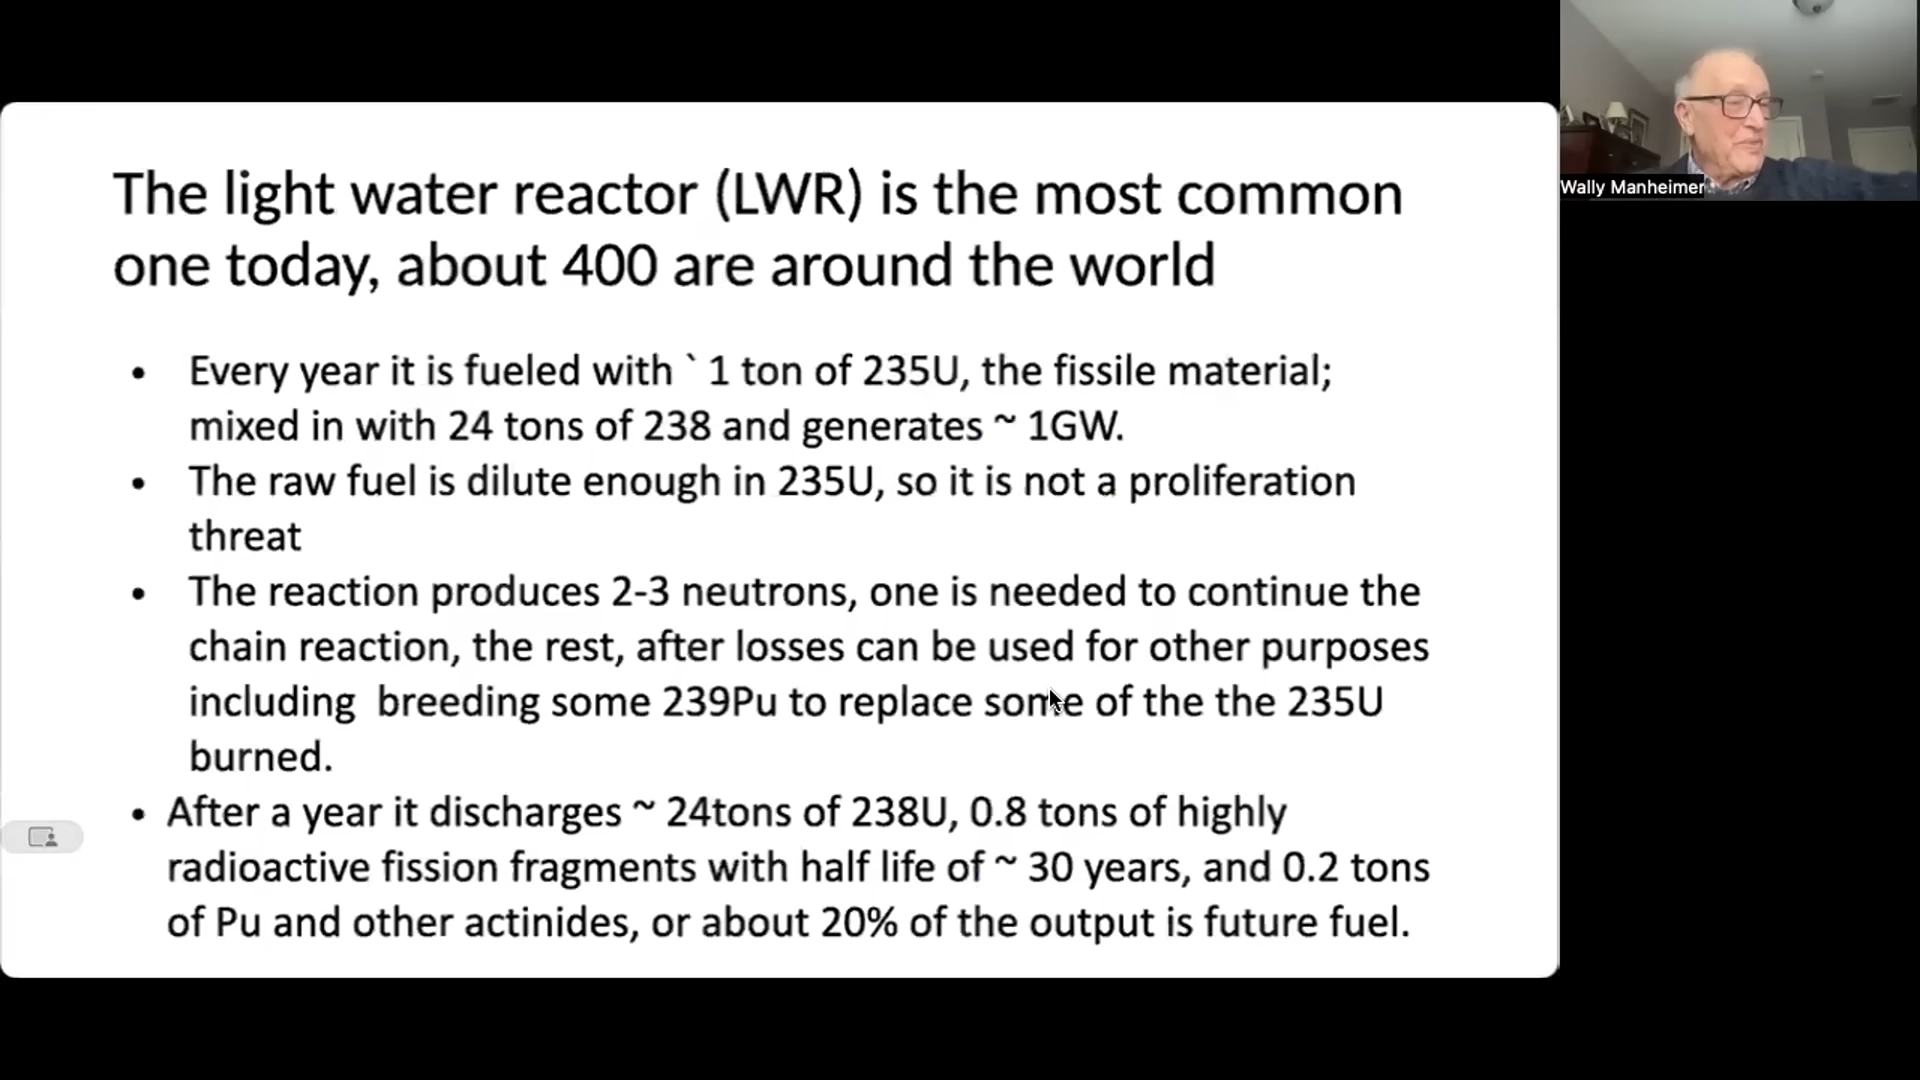 The light water reactor (LWR) is the most common
one today, about 400 are around the world
• Every year it is fueled with ` 1 ton of 235U, the fissile material;
mixed in with 24 tons of 238 and generates ~ 1GW.
• The raw fuel is dilute enough in 235U, so it is not a proliferation
threat
• The reaction produces 2-3 neutrons, one is needed to continue the
chain reaction, the rest, after losses can be used for other purposes
including  breeding some 239Pu to replace some of the the 235U
burned.
• After a year it discharges ~ 24tons of 238U, 0.8 tons of highly
radioactive fission fragments with half life of ~ 30 years, and 0.2 tons
of Pu and other actinides, or about 20% of the output is future fuel.
Wally Manheimer